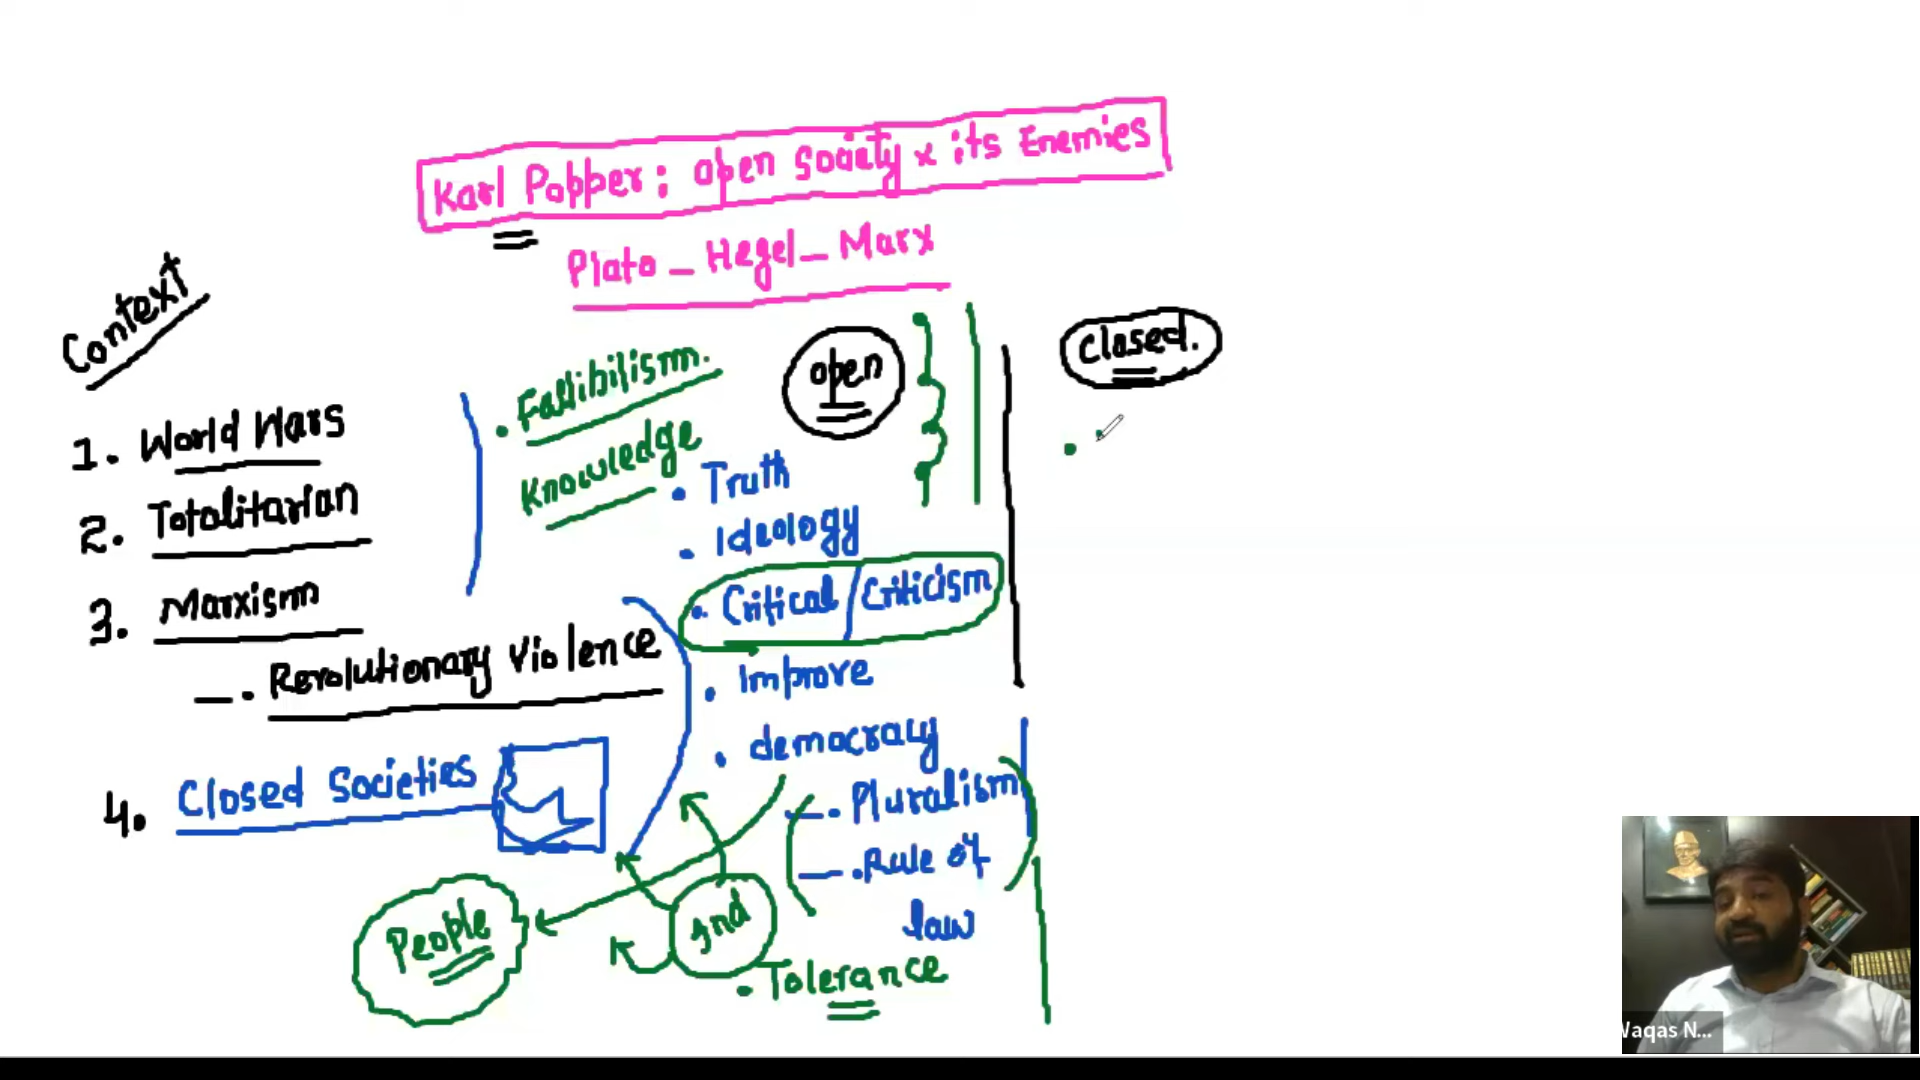 Karl Popper: open society & its Enemies
Plato - Hegel - Marx
Context
1. World Wars
2. Totalitarian
3. Marxism
-. Revolutionary Violence
4. Closed Societies
• Fallibilism.
Knowledge
open
• Truth
• Ideology
• Critical / Criticism
• Improve
• democracy
-. Pluralism
-. Rule of
law
• Tolerance
People
Ind
Closed.
Waqas N...